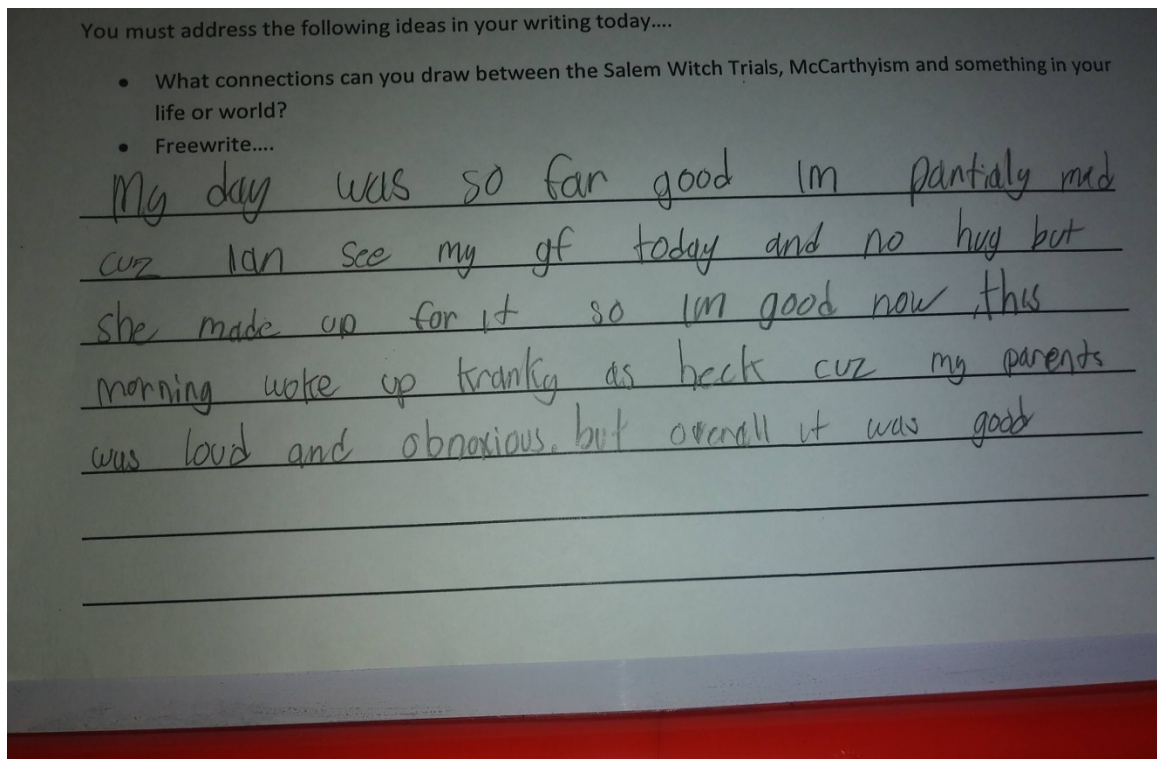 You must address the following ideas in your writing today....
• What connections can you draw between the Salem Witch Trials, McCarthyism and something in your
life or world?
• Freewrite....
My day was so far good Im partialy mad
cuz Ian see my gf today and no hug but
she made up for it so Im good now, this
morning woke up kranky as heck cuz my parents
was loud and obnoxious. but overall it was good